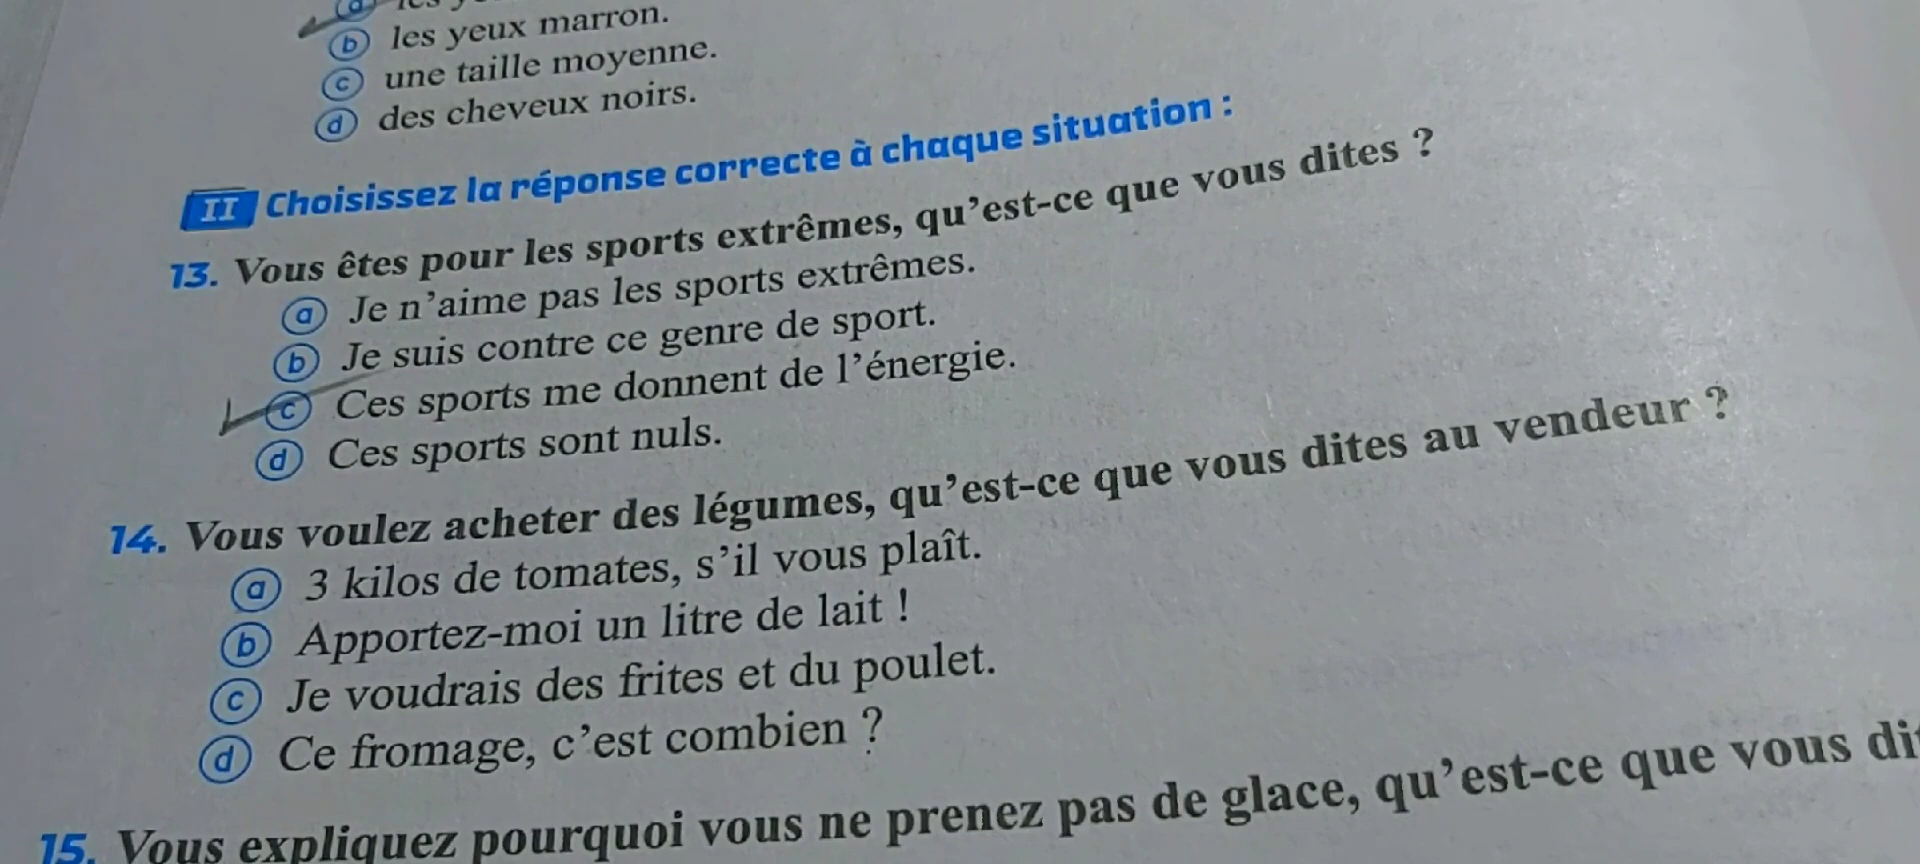 b les yeux marron.
c une taille moyenne.
d des cheveux noirs.
II Choisissez la réponse correcte à chaque situation :
13. Vous êtes pour les sports extrêmes, qu'est-ce que vous dites ?
a Je n'aime pas les sports extrêmes.
b Je suis contre ce genre de sport.
c Ces sports me donnent de l'énergie.
d Ces sports sont nuls.
14. Vous voulez acheter des légumes, qu'est-ce que vous dites au vendeur ?
a 3 kilos de tomates, s'il vous plaît.
b Apportez-moi un litre de lait !
c Je voudrais des frites et du poulet.
d Ce fromage, c'est combien ?
15. Vous expliquez pourquoi vous ne prenez pas de glace, qu'est-ce que vous